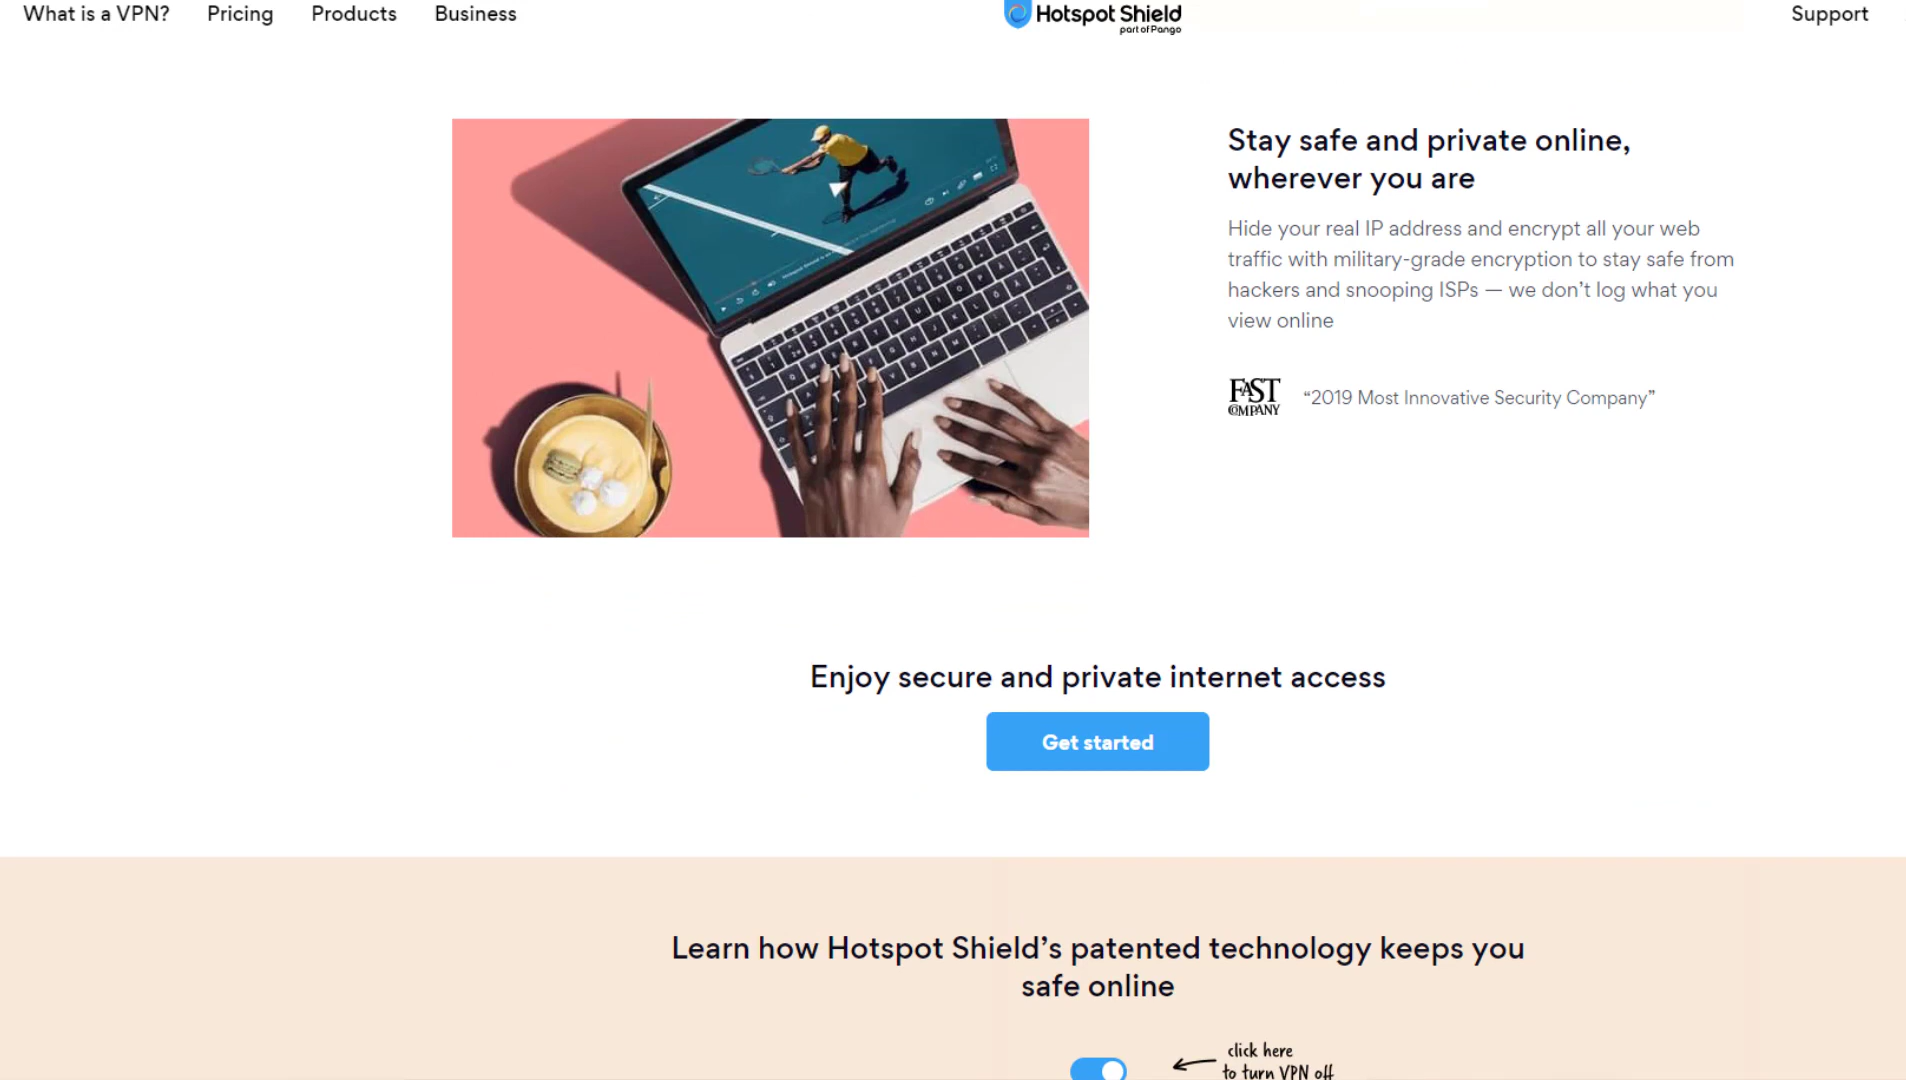 What is a VPN? Pricing Products Business Hotspot Shield Support
part of Pango
Stay safe and private online,
wherever you are
Hide your real IP address and encrypt all your web
traffic with military-grade encryption to stay safe from
hackers and snooping ISPs — we don’t log what you
view online
FAST
COMPANY
“2019 Most Innovative Security Company”
Enjoy secure and private internet access
Get started
Learn how Hotspot Shield’s patented technology keeps you
safe online
click here
to turn VPN off